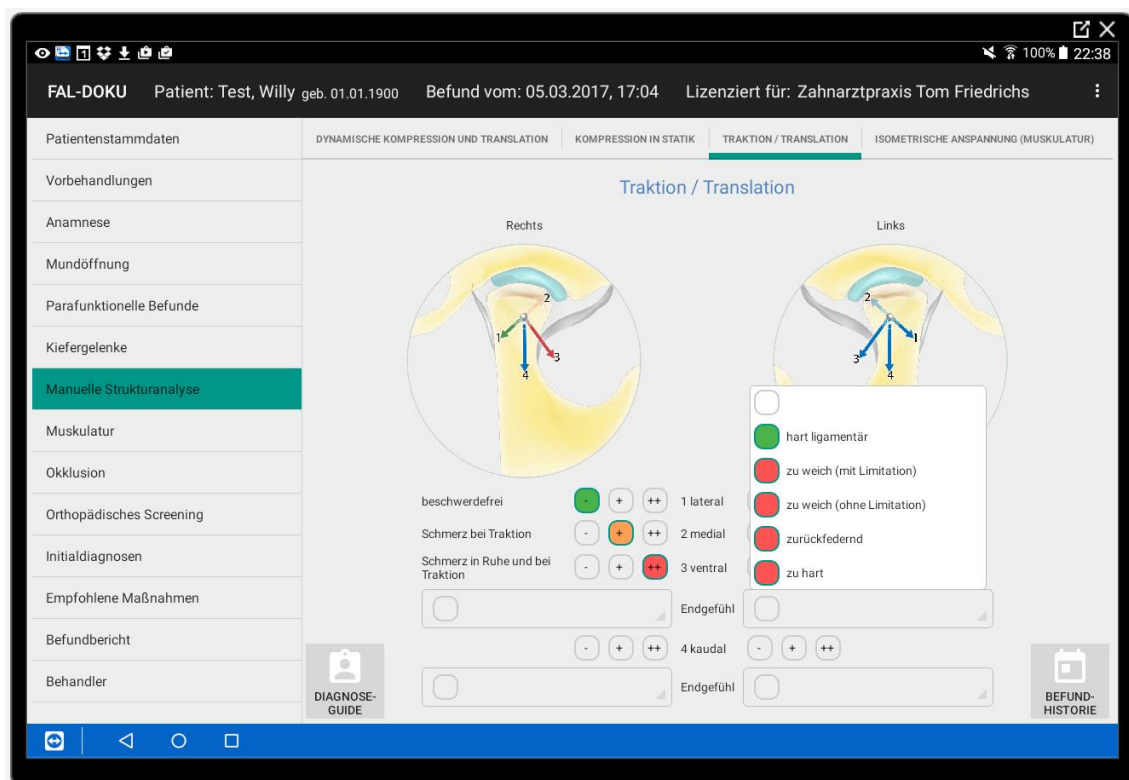 1
100% 22:38
FAL-DOKU Patient: Test, Willy geb. 01.01.1900 Befund vom: 05.03.2017, 17:04 Lizenziert für: Zahnarztpraxis Tom Friedrichs
Patientenstammdaten
Vorbehandlungen
Anamnese
Mundöffnung
Parafunktionelle Befunde
Kiefergelenke
Manuelle Strukturanalyse
Muskulatur
Okklusion
Orthopädisches Screening
Initialdiagnosen
Empfohlene Maßnahmen
Befundbericht
Behandler
DYNAMISCHE KOMPRESSION UND TRANSLATION KOMPRESSION IN STATIK TRAKTION / TRANSLATION ISOMETRISCHE ANSPANNUNG (MUSKULATUR)
Traktion / Translation
Rechts Links
2 2
1 1
3 3
4 4
hart ligamentär
zu weich (mit Limitation)
zu weich (ohne Limitation)
zurückfedernd
zu hart
beschwerdefrei - + ++ 1 lateral
Schmerz bei Traktion - + ++ 2 medial
Schmerz in Ruhe und bei
Traktion - + ++ 3 ventral
Endgefühl
- + ++ 4 kaudal - + ++
Endgefühl
DIAGNOSE-
GUIDE
BEFUND-
HISTORIE